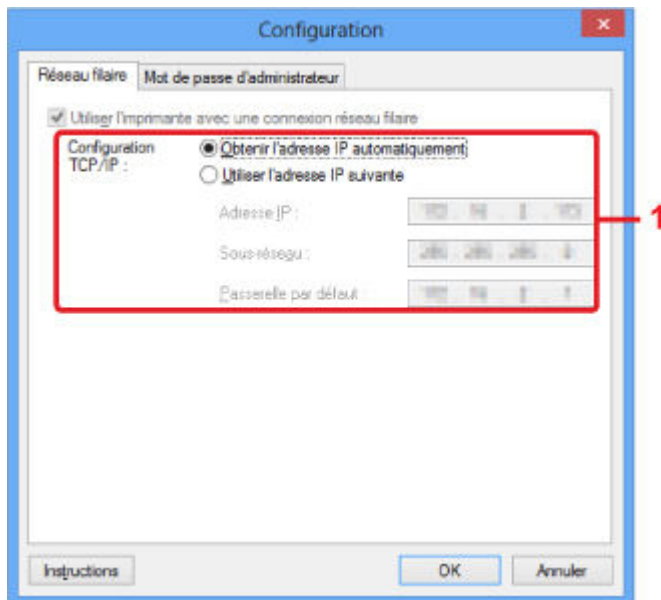 Configuration
Réseau filaire Mot de passe d'administrateur
Utiliser l'imprimante avec une connexion réseau filaire
Configuration TCP/IP : Obtenir l'adresse IP automatiquement
Utiliser l'adresse IP suivante
Adresse IP :
1
Sous-réseau :
Passerelle par défaut
Instructions OK Annuler